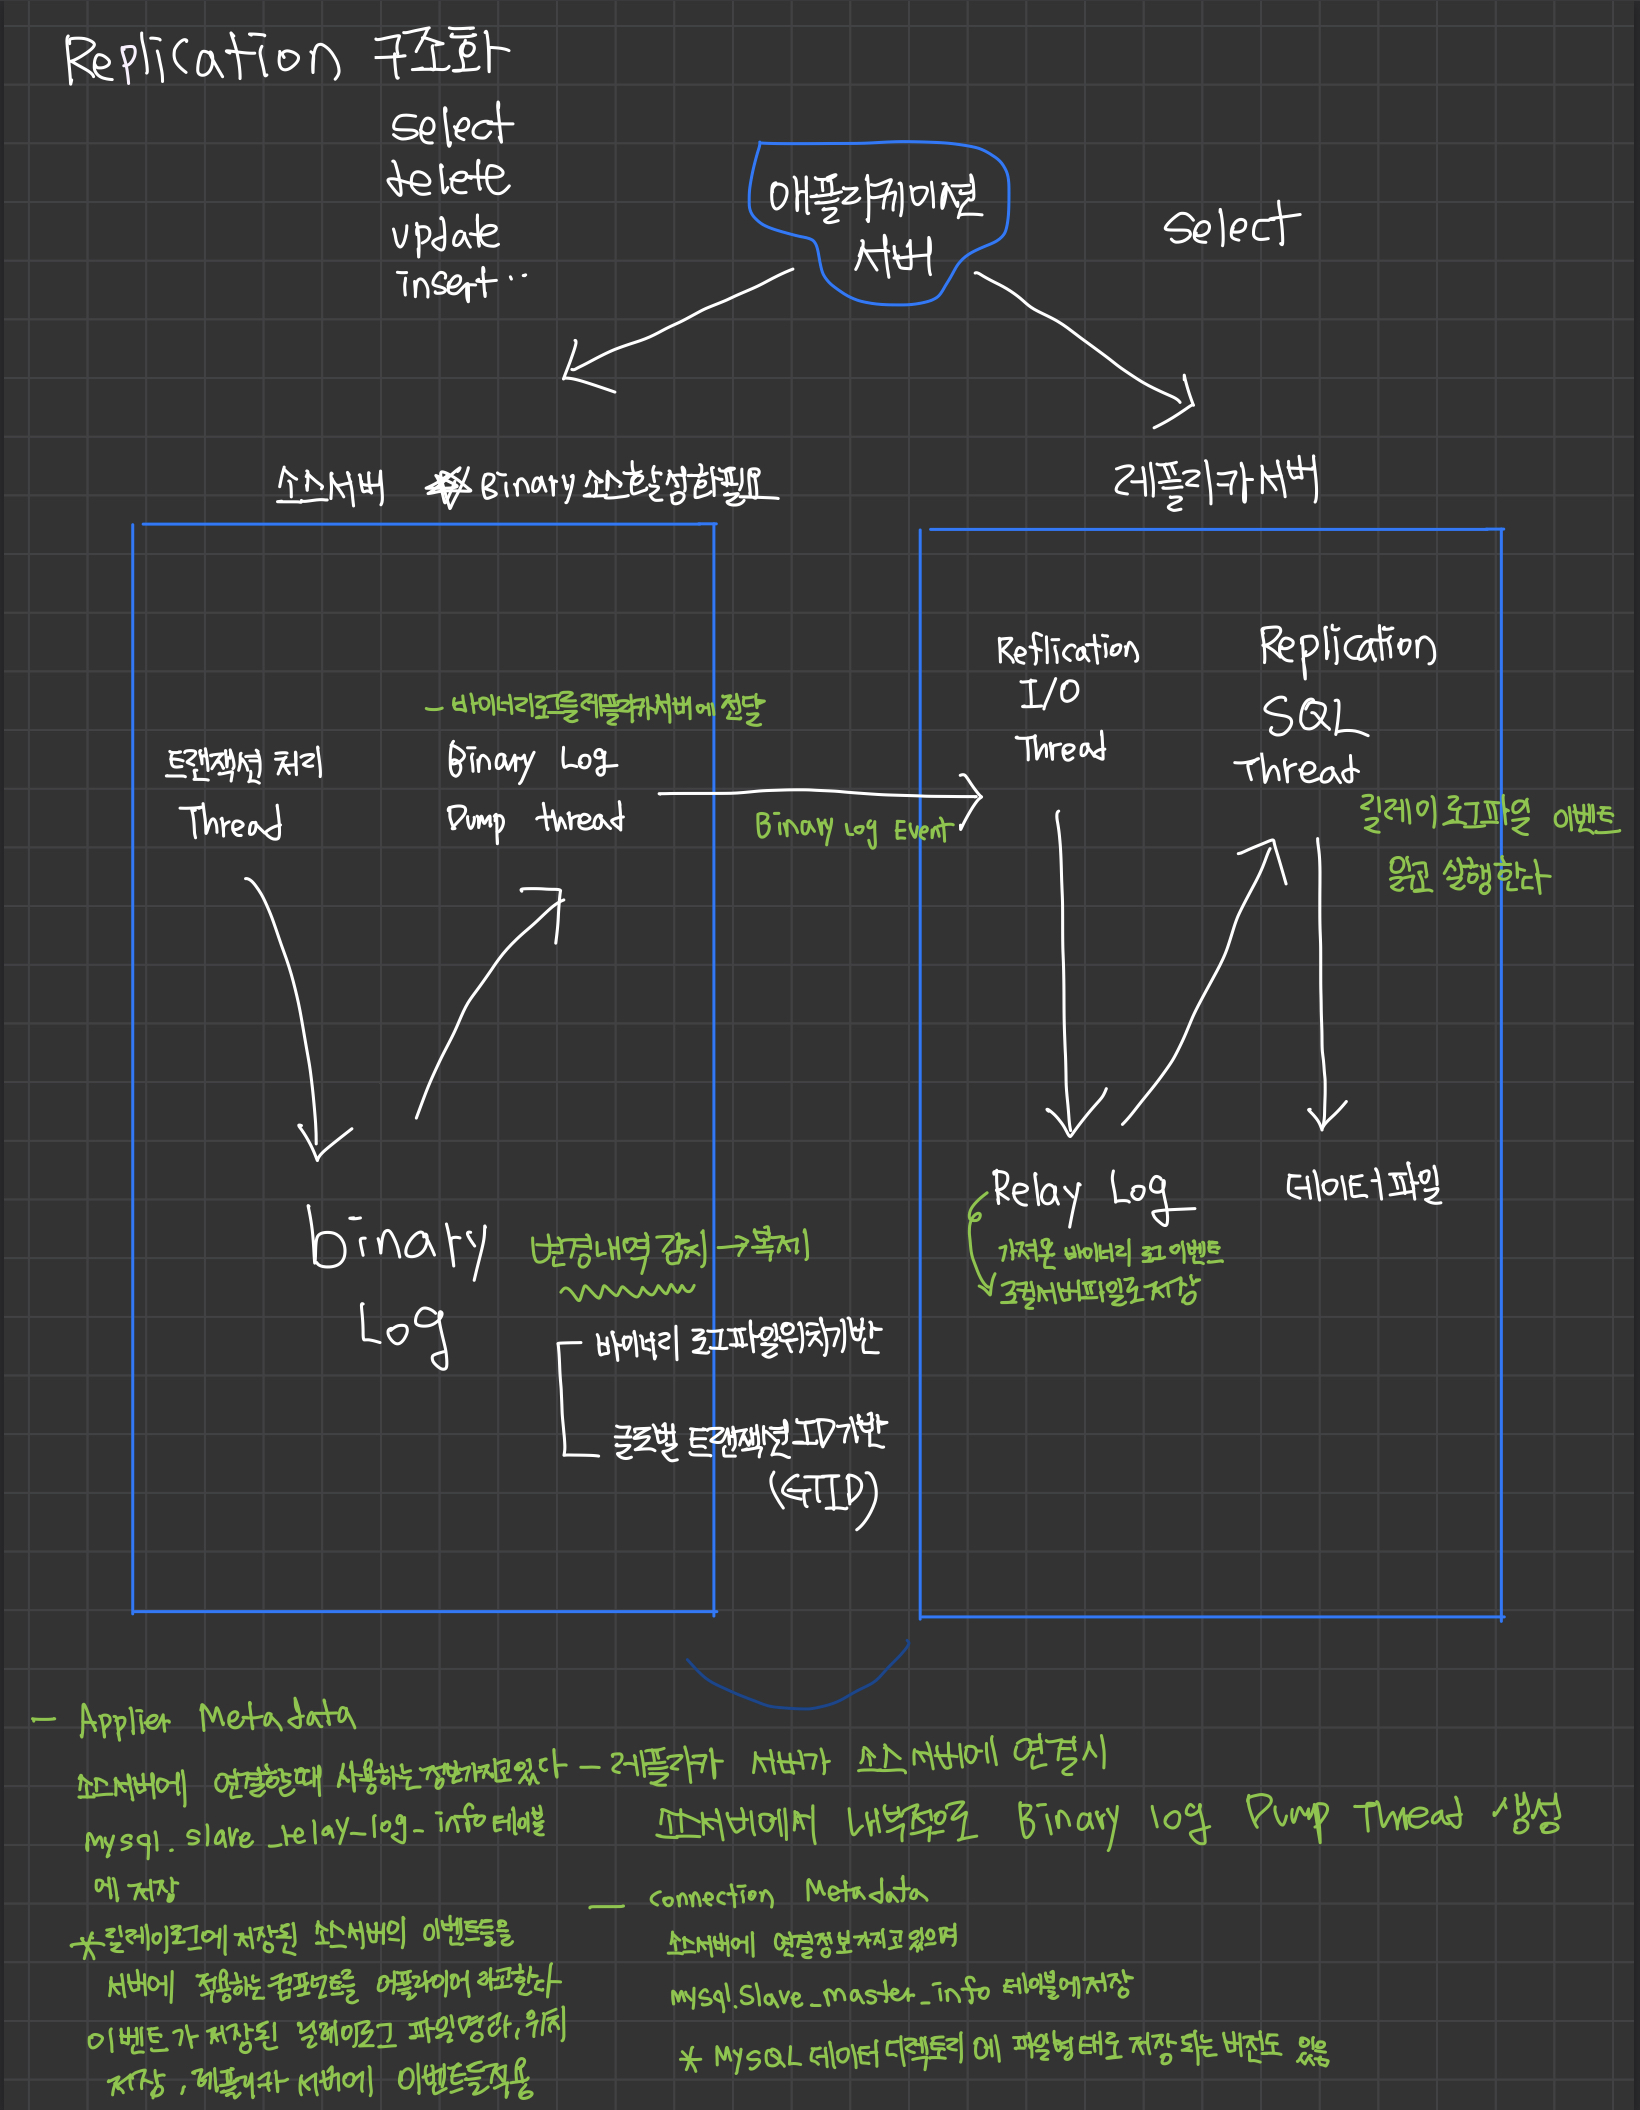 Replication 구조화
select
delete
update
insert..
애플리케이션
서버
select
소스서버 Binary 소스활성화필요
레플리카서버
- 바이너리로그를레플리카서버에 전달
트랜잭션 처리
Thread
Binary Log
Dump thread
Binary Log Event
binary
Log
변경내역 감지 → 복제
바이너리 로그파일위치기반
글로벌 트랜잭션 ID기반
(GTID)
Reflication
I/O
Thread
Replication
SQL
Thread
릴레이 로그파일 이벤트
읽고 실행한다
Relay Log
가져온 바이너리 로그 이벤트
로컬서버파일로저장
데이터파일
- Applier Metadata
소스서버에 연결할때 사용하는 정보가지고있다
Mysql.slave_relay_log_info 테이블
에 저장
* 릴레이로그에 저장된 소스서버의 이벤트들을
서버에 적용하는 컴포넌트를 어플라이어 라고한다
이벤트가 저장된 릴레이로그 파일명과, 위치
저장, 레플리카 서버에 이벤트들적용
- 레플리카 서버가 소스 서버에 연결시
소스서버에서 내부적으로 Binary log Dump Thread 생성
- Connection Metadata
소스서버에 연결정보가지고 있으며
mysql.Slave_master_info 테이블에저장
* MySQL 데이터 디렉토리에 파일형태로 저장되는 버전도 있음